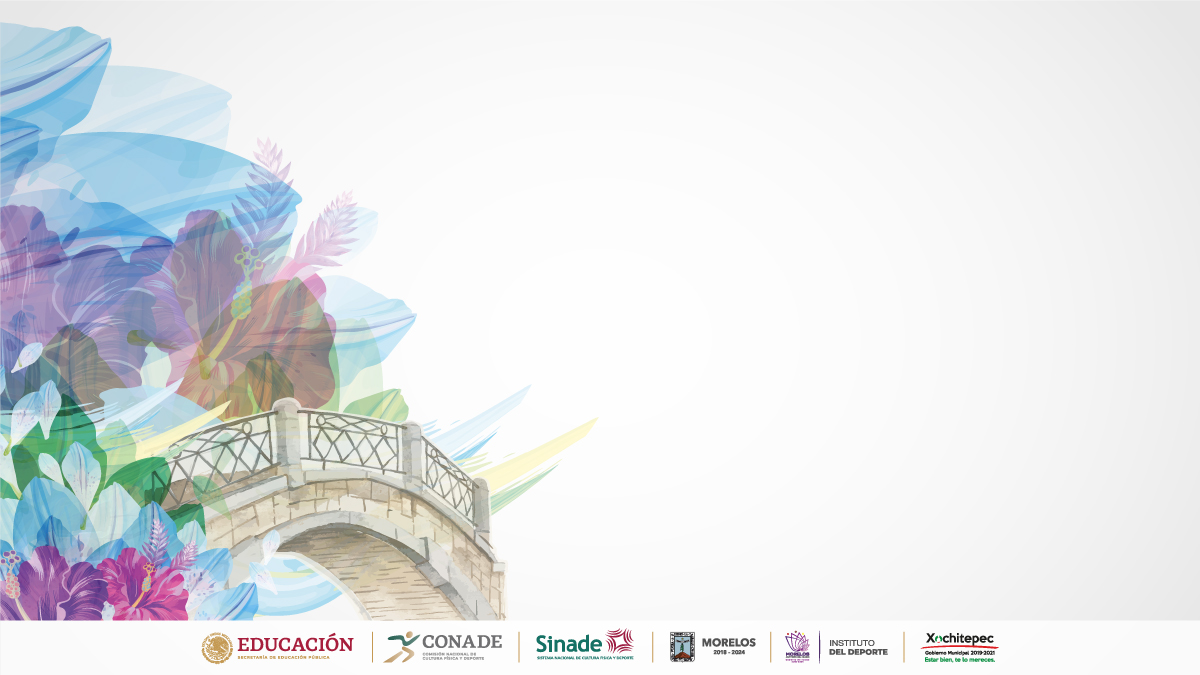 EDUCACIÓN
SECRETARÍA DE EDUCACIÓN PÚBLICA
CONADE
COMISIÓN NACIONAL DE
CULTURA FÍSICA Y DEPORTE
Sinade
SISTEMA NACIONAL DE CULTURA FÍSICA Y DEPORTE
MORELOS
2018 - 2024
MORELOS
INSTITUTO
DEL DEPORTE
Xochitepec
Gobierno Municipal 2019-2021
Estar bien, te lo mereces.